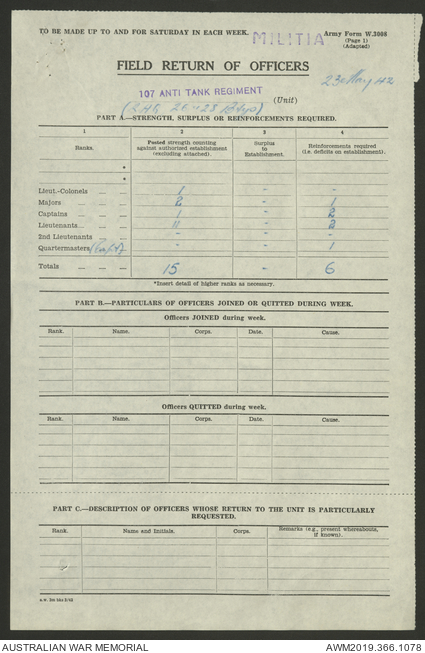 TO BE MADE UP TO AND FOR SATURDAY IN EACH WEEK.
MILITIA
Army Form W.3008
(Page 1)
(Adapted)
FIELD RETURN OF OFFICERS
23 May 42
107 ANTI TANK REGIMENT
(Unit)
PART A.—STRENGTH, SURPLUS OR REINFORCEMENTS REQUIRED.
1 2 3 4
Ranks. Posted strength counting against authorised establishment (excluding attached). Surplus to Establishment. Reinforcements required (i.e. deficits on establishment).
*
*
Lieut.-Colonels — — 1 - -
Majors — — — 2 - 1
Captains — — — 1 - 2
Lieutenants — — — 11 - 2
2nd Lieutenants — — - - -
Quartermasters — - - 1
Totals — — — 15 - 6
*Insert detail of higher ranks as necessary.
PART B.—PARTICULARS OF OFFICERS JOINED OR QUITTED DURING WEEK.
Officers JOINED during week.
Rank. Name. Corps. Date. Cause.
Officers QUITTED during week.
Rank. Name. Corps. Date. Cause.
PART C.—DESCRIPTION OF OFFICERS WHOSE RETURN TO THE UNIT IS PARTICULARLY
REQUESTED.
Rank. Name and Initials. Corps. Remarks (e.g., present whereabouts, if known).
AUSTRALIAN WAR MEMORIAL
AWM2019.366.1078